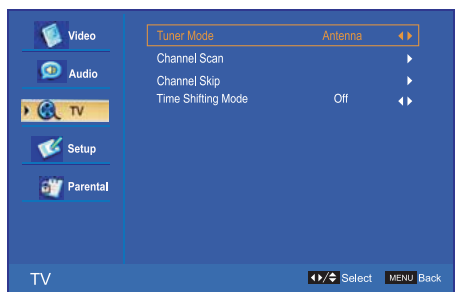 Video
Audio
TV
Setup
Parental
Tuner Mode Antenna
Channel Scan
Channel Skip
Time Shifting Mode Off
TV Select MENU Back